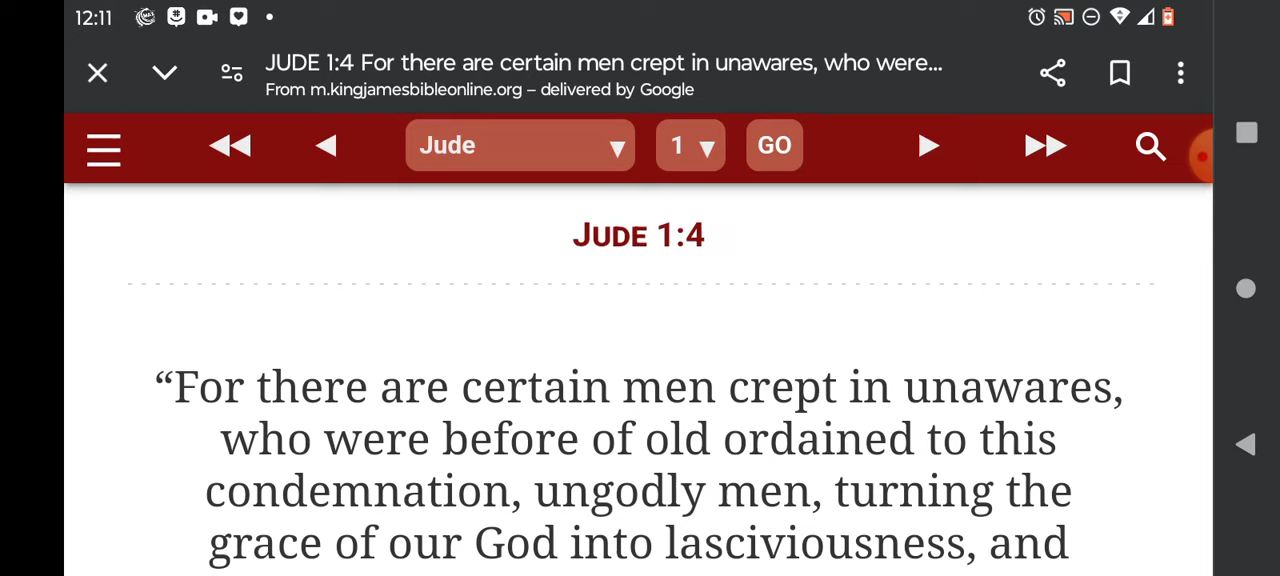 12:11
JUDE 1:4 For there are certain men crept in unawares, who were...
From m.kingjamesbibleonline.org – delivered by Google
Jude 1 GO
JUDE 1:4
“For there are certain men crept in unawares,
who were before of old ordained to this
condemnation, ungodly men, turning the
grace of our God into lasciviousness, and